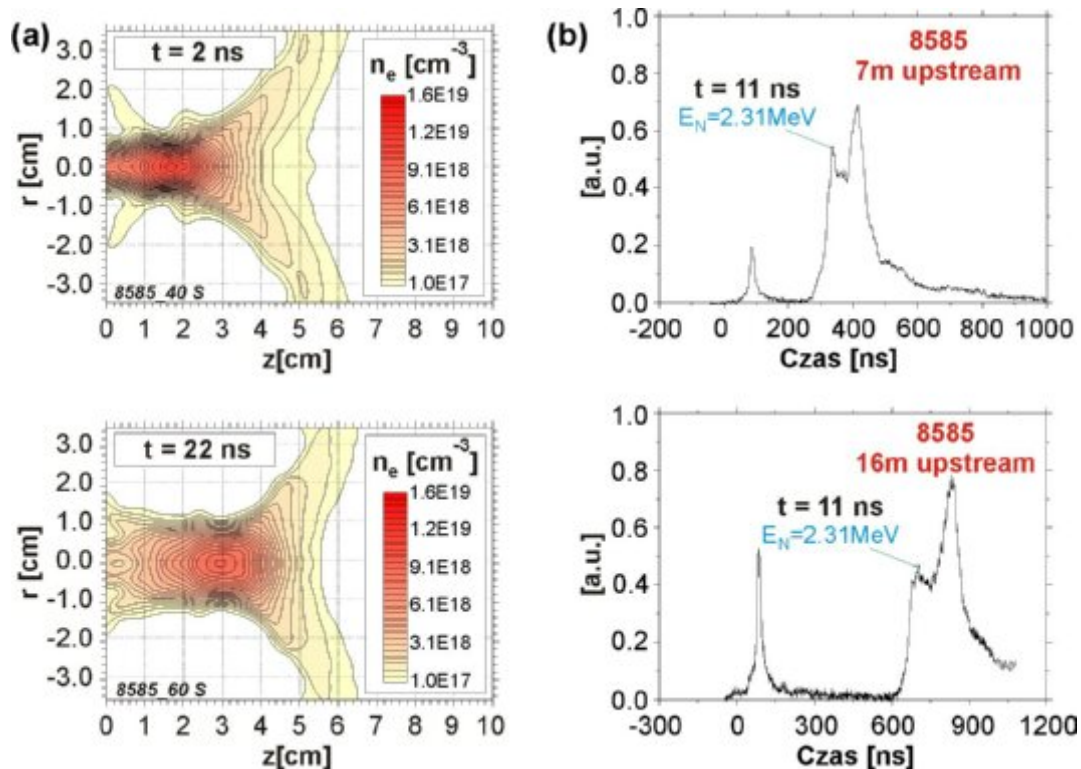 (a)
t = 2 ns
n_e [cm^-3]
1.6E19
1.2E19
9.1E18
6.1E18
3.1E18
1.0E17
r [cm]
3.0
2.0
1.0
0.0
-1.0
-2.0
-3.0
8585_40 S
0 1 2 3 4 5 6 7 8 9 10
z[cm]
(b)
8585
7m upstream
t = 11 ns
E_N=2.31MeV
[a.u.]
1.0
0.8
0.6
0.4
0.2
0.0
-200 0 200 400 600 800 1000
Czas [ns]
t = 22 ns
n_e [cm^-3]
1.6E19
1.2E19
9.1E18
6.1E18
3.1E18
1.0E17
r [cm]
3.0
2.0
1.0
0.0
-1.0
-2.0
-3.0
8585_60 S
0 1 2 3 4 5 6 7 8 9 10
z[cm]
8585
16m upstream
t = 11 ns
E_N=2.31MeV
[a.u.]
1.0
0.8
0.6
0.4
0.2
0.0
-300 0 300 600 900 1200
Czas [ns]